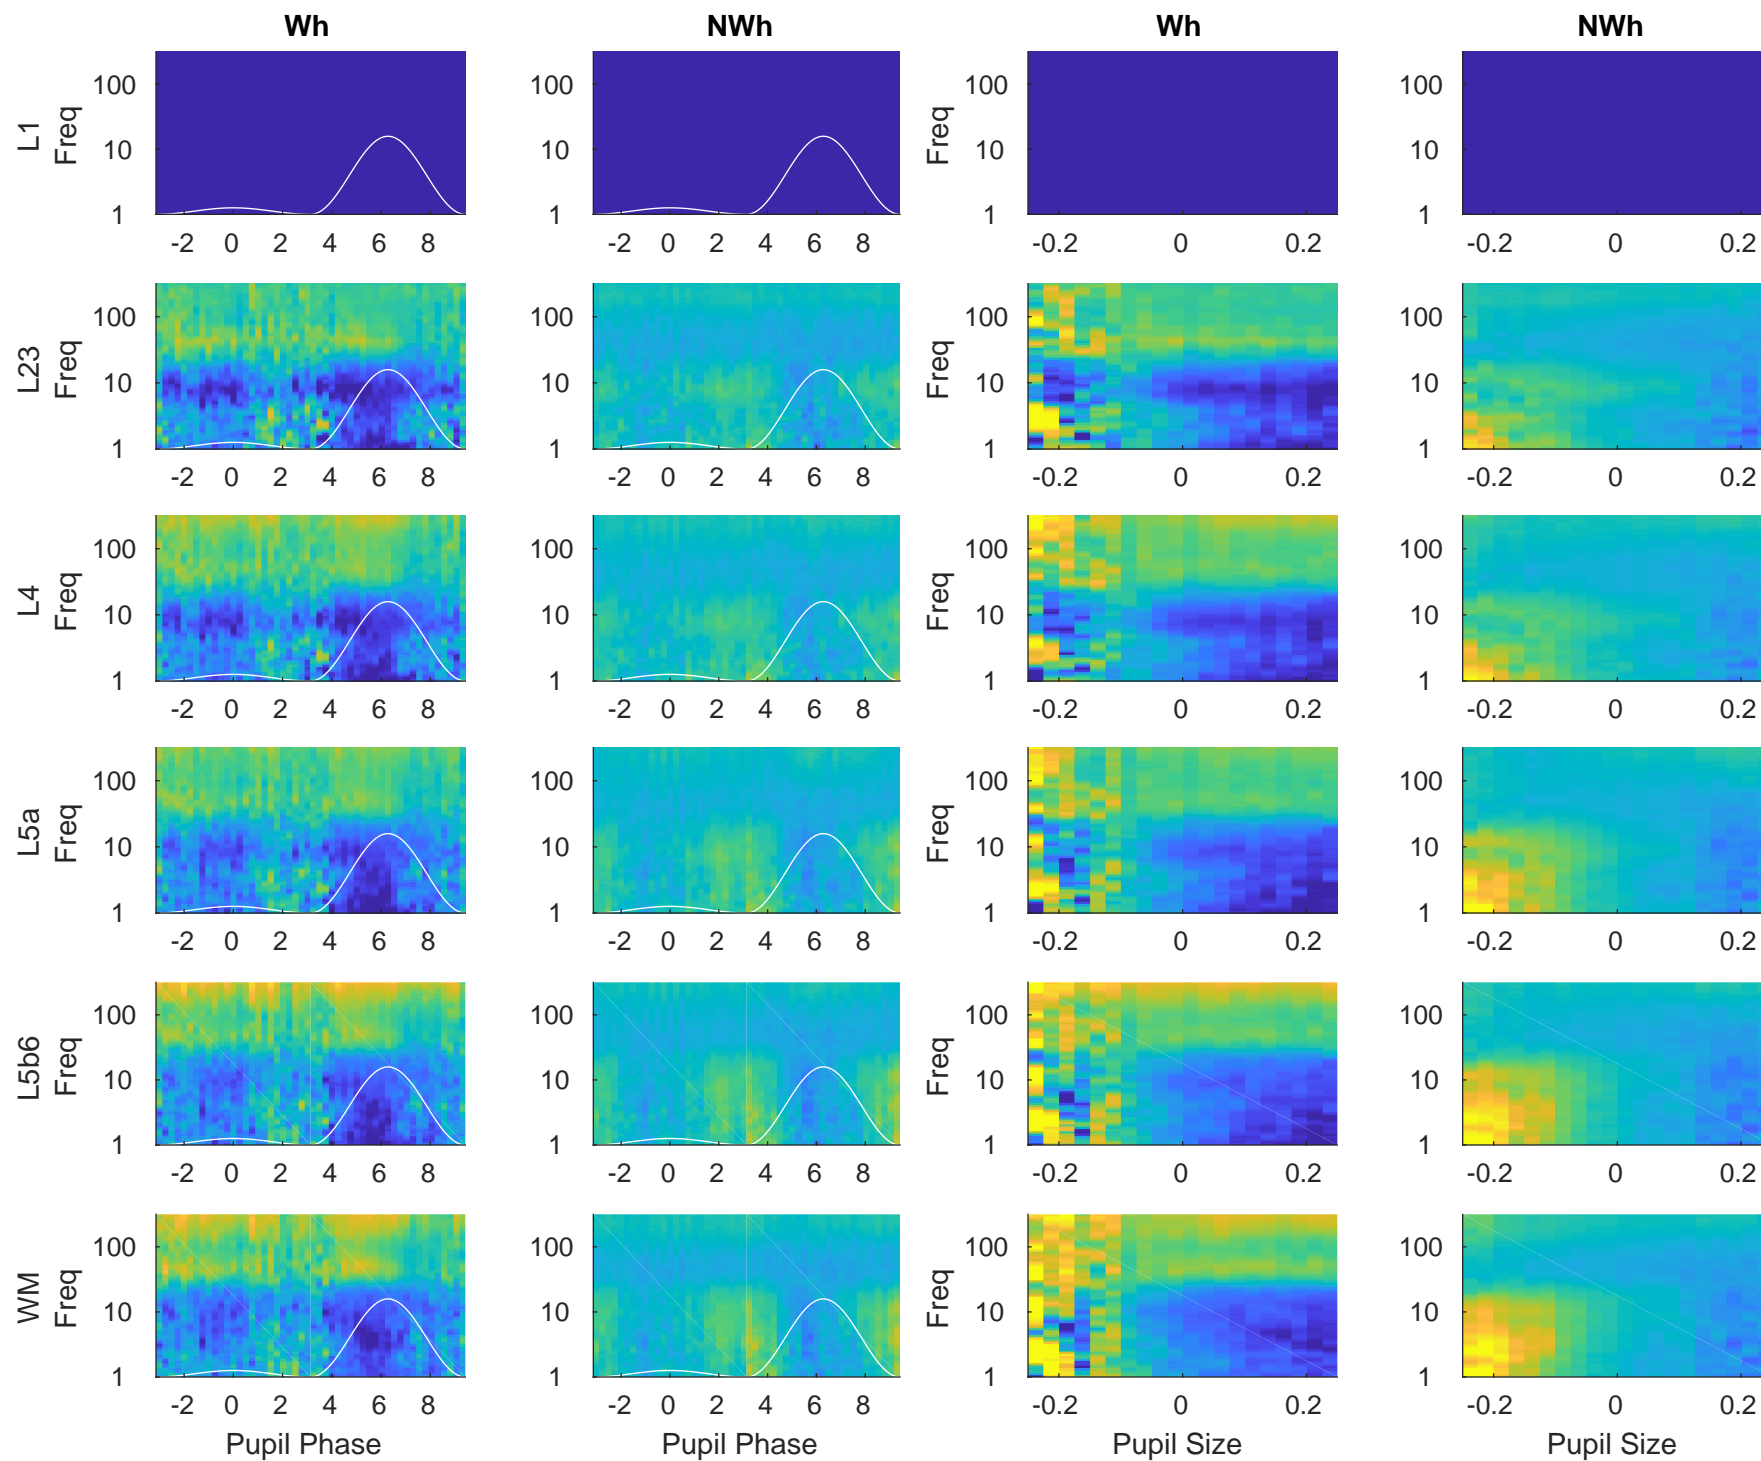 Wh NWh Wh NWh
L1 Freq 100 10 1 100 10 1 Freq 100 10 1 100 10 1
-2 0 2 4 6 8 -2 0 2 4 6 8 -0.2 0 0.2 -0.2 0 0.2
L23 Freq 100 10 1 100 10 1 Freq 100 10 1 100 10 1
-2 0 2 4 6 8 -2 0 2 4 6 8 -0.2 0 0.2 -0.2 0 0.2
L4 Freq 100 10 1 100 10 1 Freq 100 10 1 100 10 1
-2 0 2 4 6 8 -2 0 2 4 6 8 -0.2 0 0.2 -0.2 0 0.2
L5a Freq 100 10 1 100 10 1 Freq 100 10 1 100 10 1
-2 0 2 4 6 8 -2 0 2 4 6 8 -0.2 0 0.2 -0.2 0 0.2
L5b6 Freq 100 10 1 100 10 1 Freq 100 10 1 100 10 1
-2 0 2 4 6 8 -2 0 2 4 6 8 -0.2 0 0.2 -0.2 0 0.2
WM Freq 100 10 1 100 10 1 Freq 100 10 1 100 10 1
-2 0 2 4 6 8 -2 0 2 4 6 8 -0.2 0 0.2 -0.2 0 0.2
Pupil Phase Pupil Phase Pupil Size Pupil Size